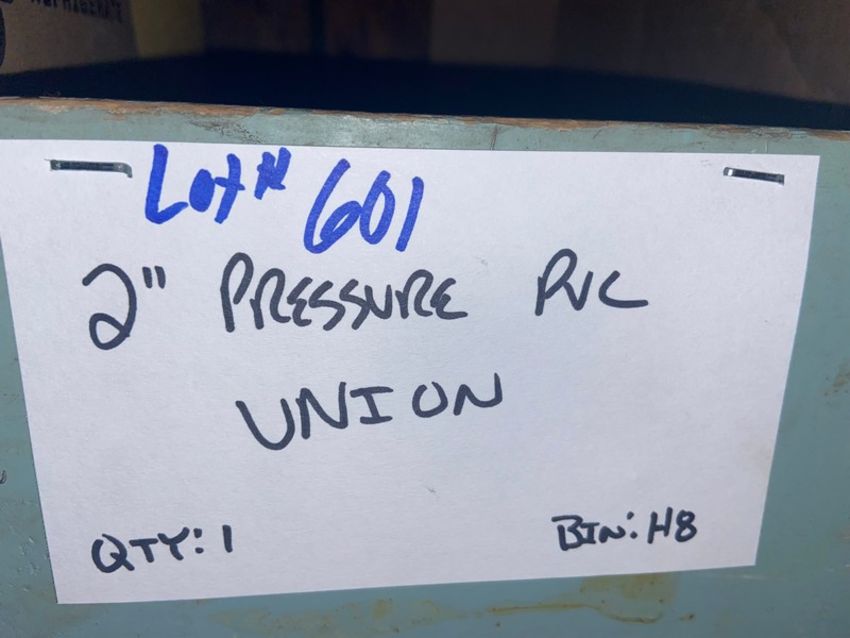 Lot # 601
2" PRESSURE PVC
UNION
QTY: 1 BIN: H8